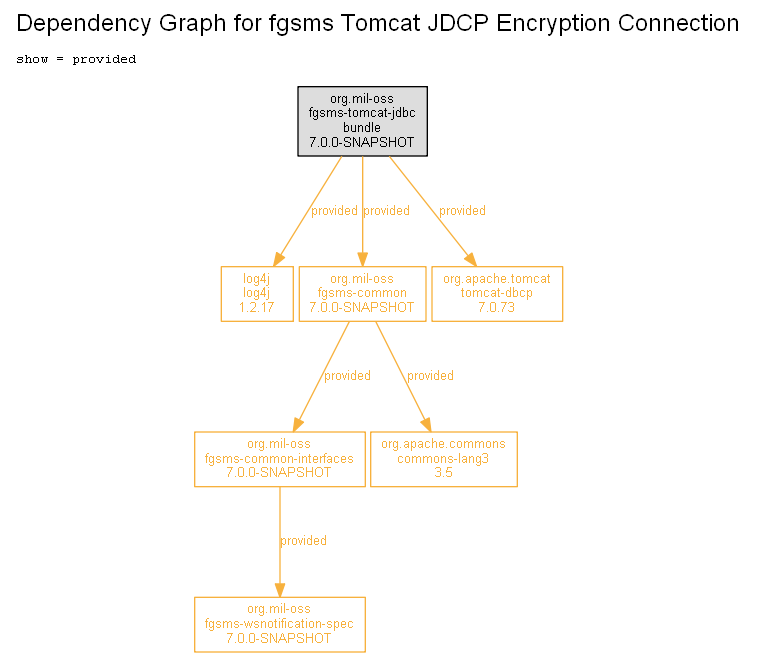 Dependency Graph for fgsms Tomcat JDCP Encryption Connection
show = provided
org.mil-oss
fgsms-tomcat-jdbc
bundle
7.0.0-SNAPSHOT
provided provided provided
log4j
log4j
1.2.17
org.mil-oss
fgsms-common
7.0.0-SNAPSHOT
org.apache.tomcat
tomcat-dbcp
7.0.73
provided provided
org.mil-oss
fgsms-common-interfaces
7.0.0-SNAPSHOT
org.apache.commons
commons-lang3
3.5
provided
org.mil-oss
fgsms-wsnotification-spec
7.0.0-SNAPSHOT